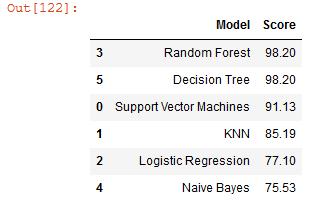 Out[122]:
Model Score
3 Random Forest 98.20
5 Decision Tree 98.20
0 Support Vector Machines 91.13
1 KNN 85.19
2 Logistic Regression 77.10
4 Naive Bayes 75.53